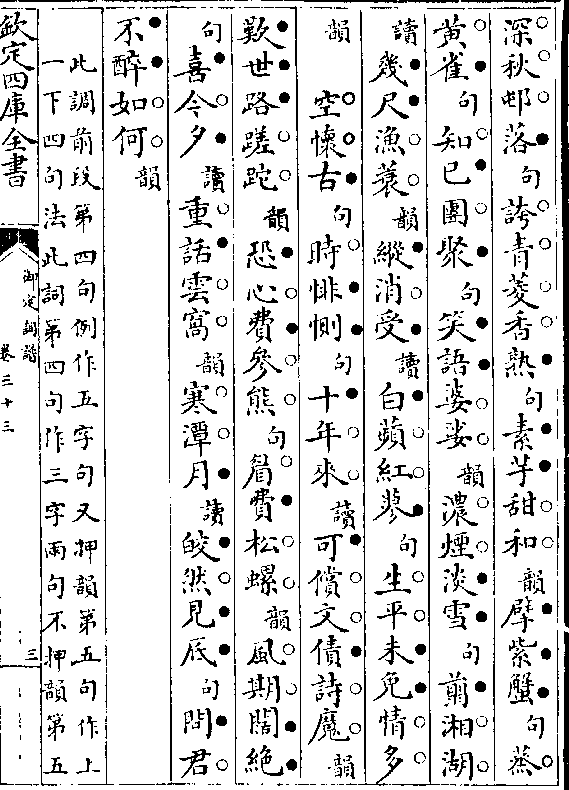 深秋邨落句誇青菱香熟句素芋甜和韻擘紫蟹句蒸
黄雀句知已團聚句笑語婆娑韻濃煙淡雪句翦湘湖
讀幾尺漁蓑韻縱消受讀白蘋紅蓼句生平未免情多
韻　空懷古句時悱惻句十年來讀可償文債詩魔韻
歎世路蹉跎韻恐心費參熊句眉費松螺韻風期闊絶
句喜今夕讀重話雲窩韻寒潭月讀皎然見底句問君
不醉如何韻
此調前段第四句例作五字句又押韻第五句作上
一下四句法此詞第四句作三字兩句不押韻第五
欽定四庫全書
御定詞譜
卷三十三
三